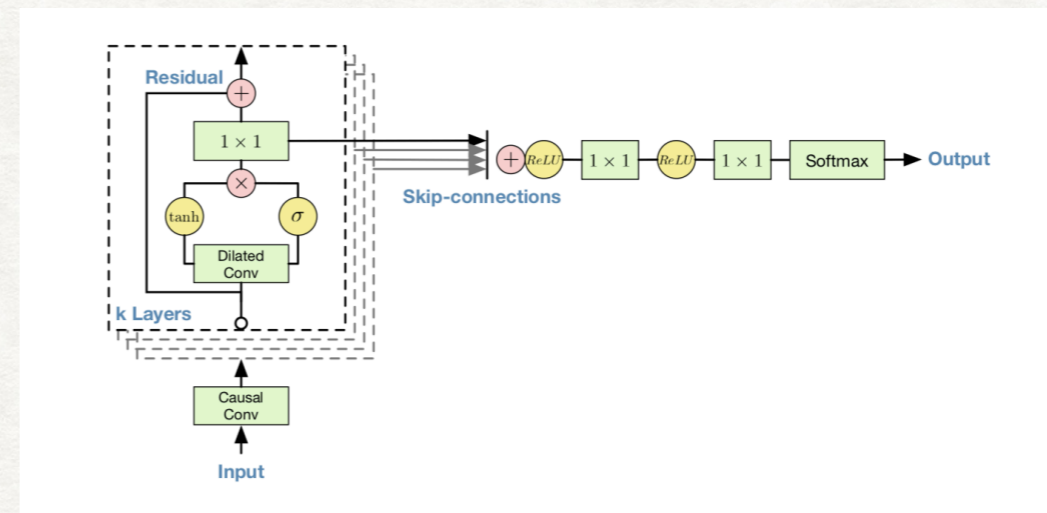 Residual
+
1 × 1
×
tanh
σ
Dilated
Conv
k Layers
Causal
Conv
Input
Skip-connections
+
ReLU
1 × 1
ReLU
1 × 1
Softmax
Output